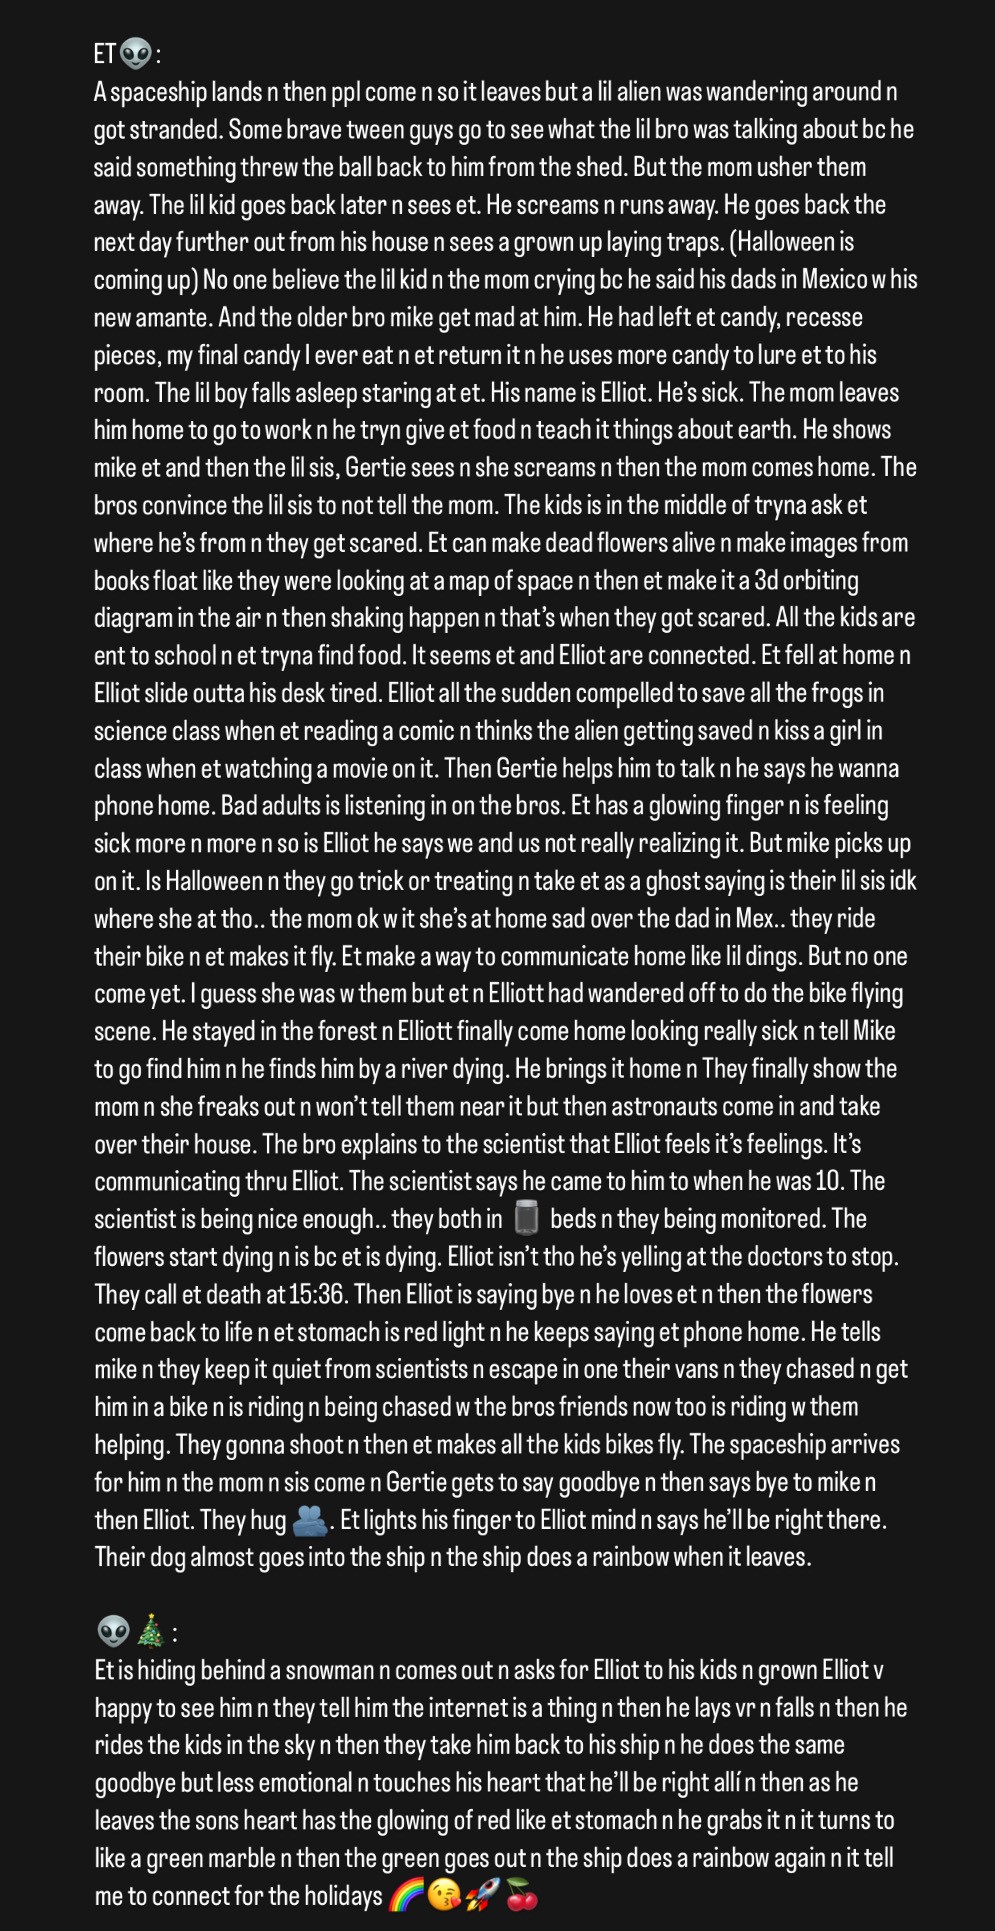 ET👽:
A spaceship lands n then ppl come n so it leaves but a lil alien was wandering around n
got stranded. Some brave tween guys go to see what the lil bro was talking about bc he
said something threw the ball back to him from the shed. But the mom usher them
away. The lil kid goes back later n sees et. He screams n runs away. He goes back the
next day further out from his house n sees a grown up laying traps. (Halloween is
coming up) No one believe the lil kid n the mom crying bc he said his dads in Mexico w his
new amante. And the older bro mike get mad at him. He had left et candy, recesse
pieces, my final candy I ever eat n et return it n he uses more candy to lure et to his
room. The lil boy falls asleep staring at et. His name is Elliot. He’s sick. The mom leaves
him home to go to work n he tryn give et food n teach it things about earth. He shows
mike et and then the lil sis, Gertie sees n she screams n then the mom comes home. The
bros convince the lil sis to not tell the mom. The kids is in the middle of tryna ask et
where he’s from n they get scared. Et can make dead flowers alive n make images from
books float like they were looking at a map of space n then et make it a 3d orbiting
diagram in the air n then shaking happen n that’s when they got scared. All the kids are
ent to school n et tryna find food. It seems et and Elliot are connected. Et fell at home n
Elliot slide outta his desk tired. Elliot all the sudden compelled to save all the frogs in
science class when et reading a comic n thinks the alien getting saved n kiss a girl in
class when et watching a movie on it. Then Gertie helps him to talk n he says he wanna
phone home. Bad adults is listening in on the bros. Et has a glowing finger n is feeling
sick more n more n so is Elliot he says we and us not really realizing it. But mike picks up
on it. Is Halloween n they go trick or treating n take et as a ghost saying is their lil sis idk
where she at tho.. the mom ok w it she’s at home sad over the dad in Mex.. they ride
their bike n et makes it fly. Et make a way to communicate home like lil dings. But no one
come yet. I guess she was w them but et n Elliott had wandered off to do the bike flying
scene. He stayed in the forest n Elliott finally come home looking really sick n tell Mike
to go find him n he finds him by a river dying. He brings it home n They finally show the
mom n she freaks out n won’t tell them near it but then astronauts come in and take
over their house. The bro explains to the scientist that Elliot feels it’s feelings. It’s
communicating thru Elliot. The scientist says he came to him to when he was 10. The
scientist is being nice enough.. they both in 🫙 beds n they being monitored. The
flowers start dying n is bc et is dying. Elliot isn’t tho he’s yelling at the doctors to stop.
They call et death at 15:36. Then Elliot is saying bye n he loves et n then the flowers
come back to life n et stomach is red light n he keeps saying et phone home. He tells
mike n they keep it quiet from scientists n escape in one their vans n they chased n get
him in a bike n is riding n being chased w the bros friends now too is riding w them
helping. They gonna shoot n then et makes all the kids bikes fly. The spaceship arrives
for him n the mom n sis come n Gertie gets to say goodbye n then says bye to mike n
then Elliot. They hug 🫂. Et lights his finger to Elliot mind n says he’ll be right there.
Their dog almost goes into the ship n the ship does a rainbow when it leaves.
👽🎄:
Et is hiding behind a snowman n comes out n asks for Elliot to his kids n grown Elliot v
happy to see him n they tell him the internet is a thing n then he lays vr n falls n then he
rides the kids in the sky n then they take him back to his ship n he does the same
goodbye but less emotional n touches his heart that he’ll be right allí n then as he
leaves the sons heart has the glowing of red like et stomach n he grabs it n it turns to
like a green marble n then the green goes out n the ship does a rainbow again n it tell
me to connect for the holidays 🌈😘🚀🍒